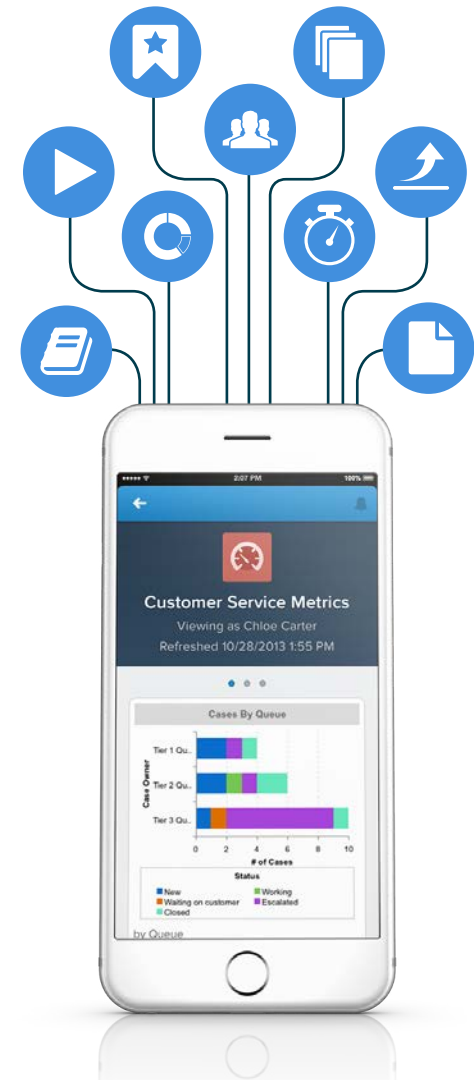 2:07 PM 100%
Customer Service Metrics
Viewing as Chloe Carter
Refreshed 10/28/2013 1:55 PM
Cases By Queue
Case Owner
Tier 1 Qu..
Tier 2 Qu..
Tier 3 Qu..
0 2 4 6 8 10
# of Cases
Status
New Working
Waiting on customer Escalated
Closed
by Queue